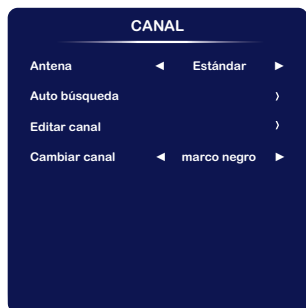 CANAL
Antena ◄ Estándar ►
Auto búsqueda 〉
Editar canal 〉
Cambiar canal ◄ marco negro ►